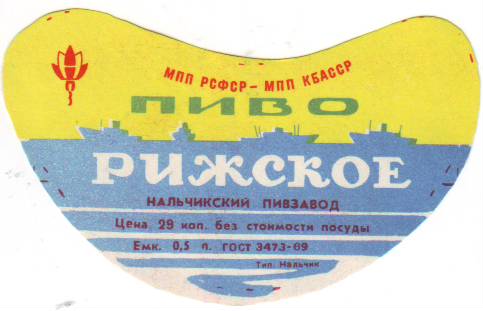 МПП РСФСР – МПП КБАССР
ПИВО
РИЖСКОЕ
НАЛЬЧИКСКИЙ ПИВЗАВОД
Цена 29 коп. без стоимости посуды
Емк. 0,5 л. ГОСТ 3473-69
Тип. Нальчик